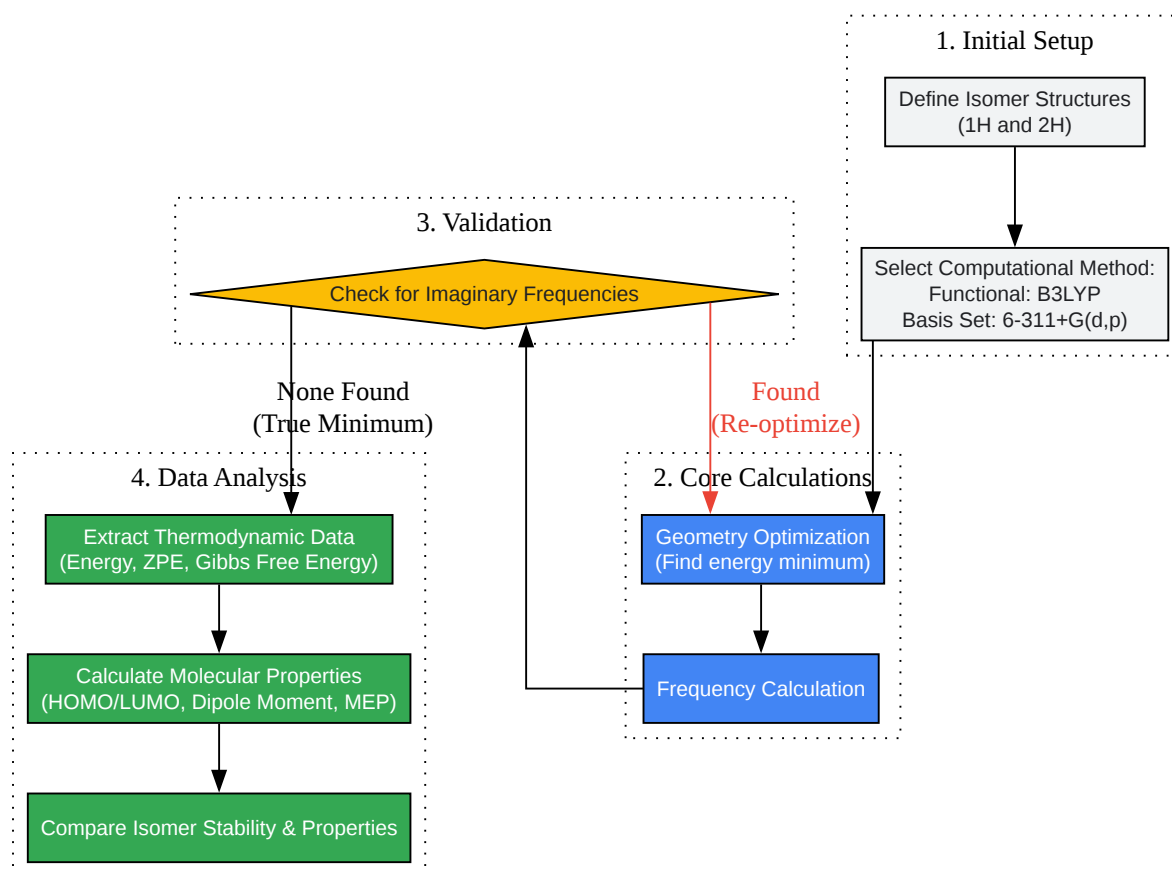 1. Initial Setup
Define Isomer Structures
(1H and 2H)
Select Computational Method:
Functional: B3LYP
Basis Set: 6-311+G(d,p)
3. Validation
Check for Imaginary Frequencies
None Found
(True Minimum)
Found
(Re-optimize)
2. Core Calculations
Geometry Optimization
(Find energy minimum)
Frequency Calculation
4. Data Analysis
Extract Thermodynamic Data
(Energy, ZPE, Gibbs Free Energy)
Calculate Molecular Properties
(HOMO/LUMO, Dipole Moment, MEP)
Compare Isomer Stability & Properties